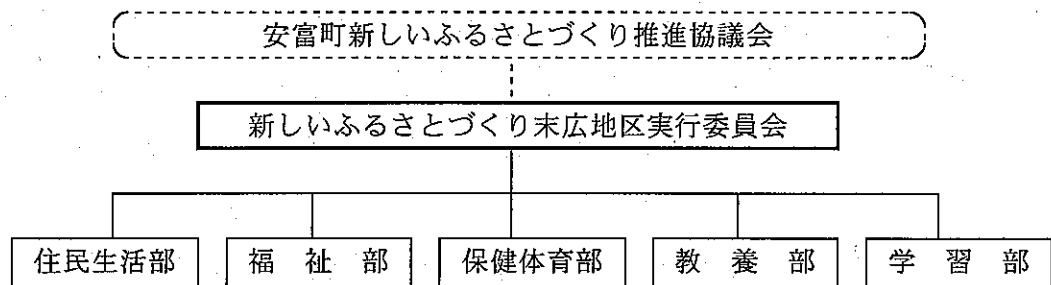 安富町新しいふるさとづくり推進協議会
新しいふるさとづくり末広地区実行委員会
住民生活部 福祉部 保健体育部 教養部 学習部